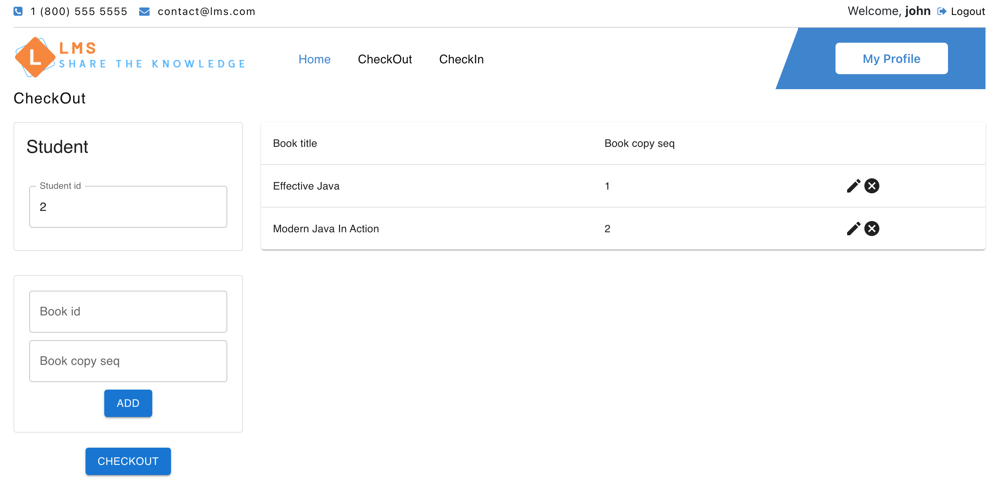 1 (800) 555 5555 contact@lms.com Welcome, john Logout
L LMS
SHARE THE KNOWLEDGE
Home CheckOut CheckIn My Profile
CheckOut
Student
Student id
2
Book title Book copy seq
Effective Java 1
Modern Java In Action 2
Book id
Book copy seq
ADD
CHECKOUT